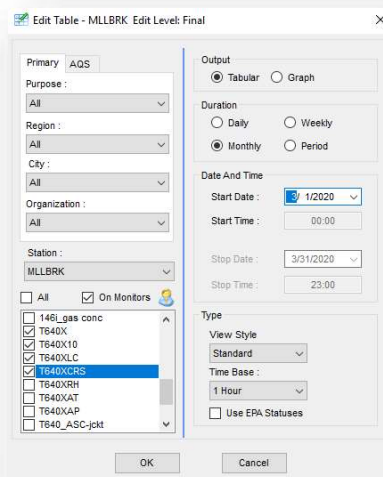 Edit Table - MLLBRK Edit Level: Final
Primary AQS
Purpose :
All
Region :
All
City :
All
Organization :
All
Station :
MLLBRK
All On Monitors
146i_gas conc
T640X
T640X10
T640XLC
T640XCRS
T640XRH
T640XAT
T640XAP
T640_ASC-jckt
Output
Tabular Graph
Duration
Daily Weekly
Monthly Period
Date And Time
Start Date : 3/ 1/2020
Start Time : 00:00
Stop Date : 3/31/2020
Stop Time : 23:00
Type
View Style
Standard
Time Base :
1 Hour
Use EPA Statuses
OK Cancel